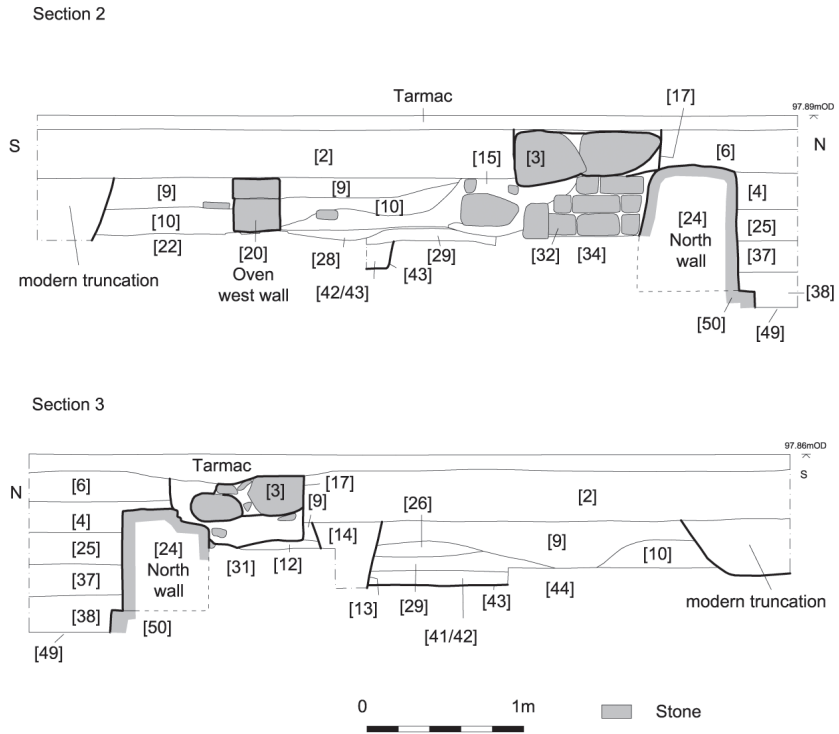 Section 2
Tarmac
[17]
97.89mOD
S
[2]
[15]
[3]
[6]
N
[9]
[9]
[4]
[10]
[10]
[24]
North
wall
[25]
[22]
[20]
Oven
west wall
[28]
[29]
[32]
[34]
[37]
modern truncation
[42/43]
[43]
[38]
[50]
[49]
Section 3
97.86mOD
Tarmac
N
[6]
[3]
[17]
[2]
S
[9]
[26]
[4]
[14]
[9]
[25]
[24]
North
wall
[10]
[31]
[12]
[37]
[44]
[13]
[29]
[43]
modern truncation
[38]
[50]
[41/42]
[49]
0
1m
Stone